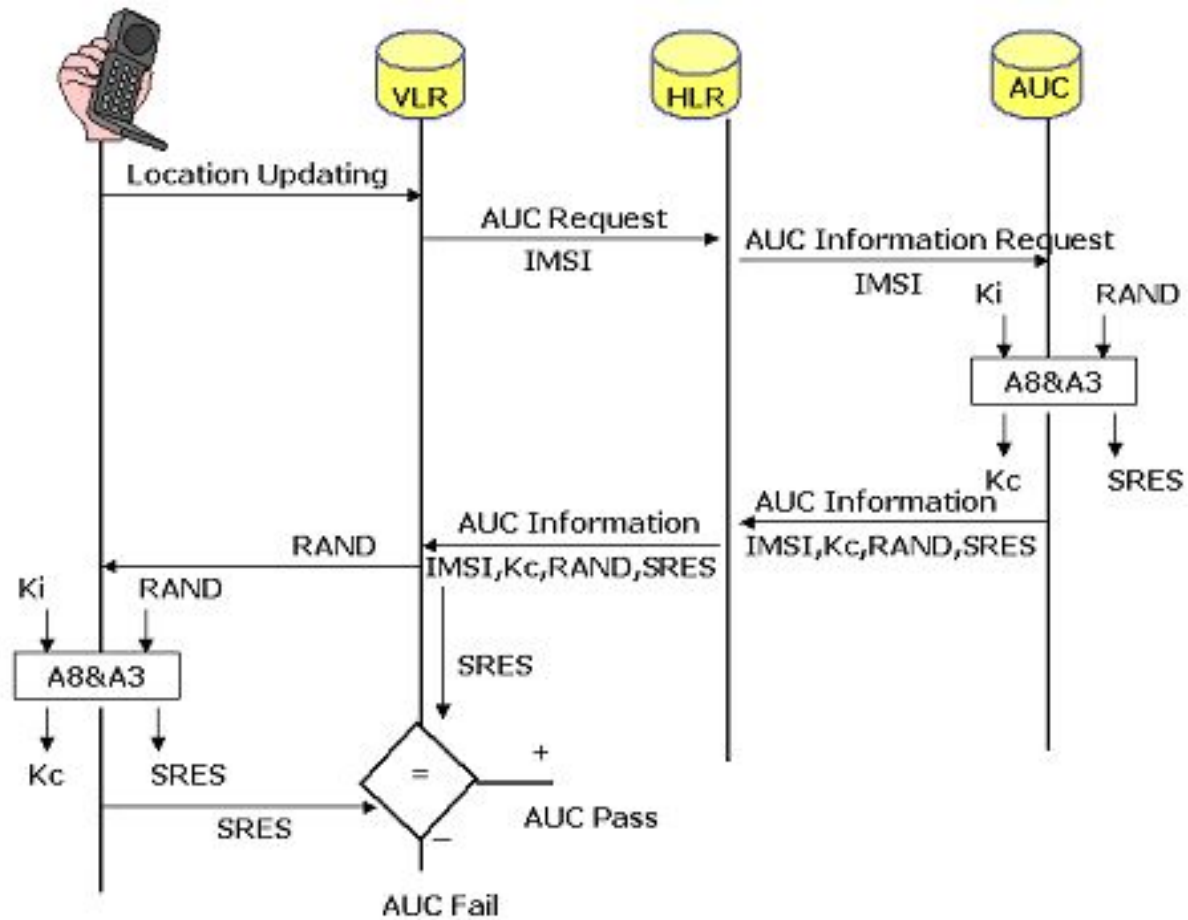 VLR
HLR
AUC
Location Updating
AUC Request
IMSI
AUC Information Request
IMSI
Ki
RAND
A8&A3
Kc
SRES
AUC Information
IMSI,Kc,RAND,SRES
AUC Information
IMSI,Kc,RAND,SRES
RAND
Ki
RAND
A8&A3
Kc
SRES
SRES
SRES
=
+
AUC Pass
–
AUC Fail